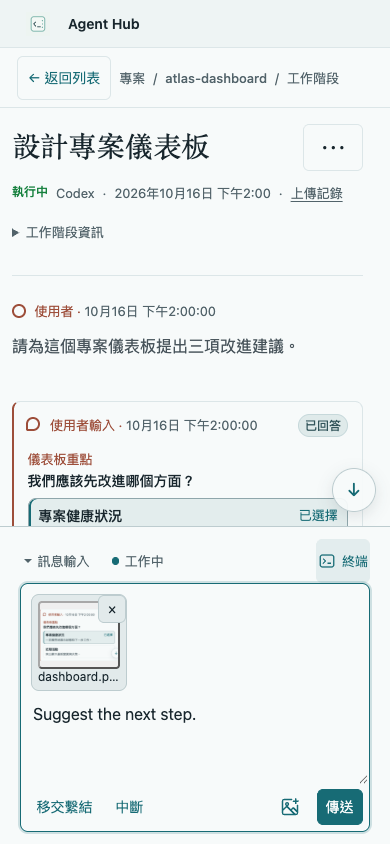 Agent Hub
← 返回列表 專案 / atlas-dashboard / 工作階段
設計專案儀表板
...
執行中 Codex · 2026年10月16日 下午2:00 · 上傳記錄
工作階段資訊
使用者 · 10月16日 下午2:00:00
請為這個專案儀表板提出三項改進建議。
使用者輸入 · 10月16日 下午2:00:00 已回答
儀表板重點
我們應該先改進哪個方面？
專案健康狀況 已選擇
訊息輸入 工作中 終端
dashboard.p...
Suggest the next step.
移交繫結 中斷 傳送